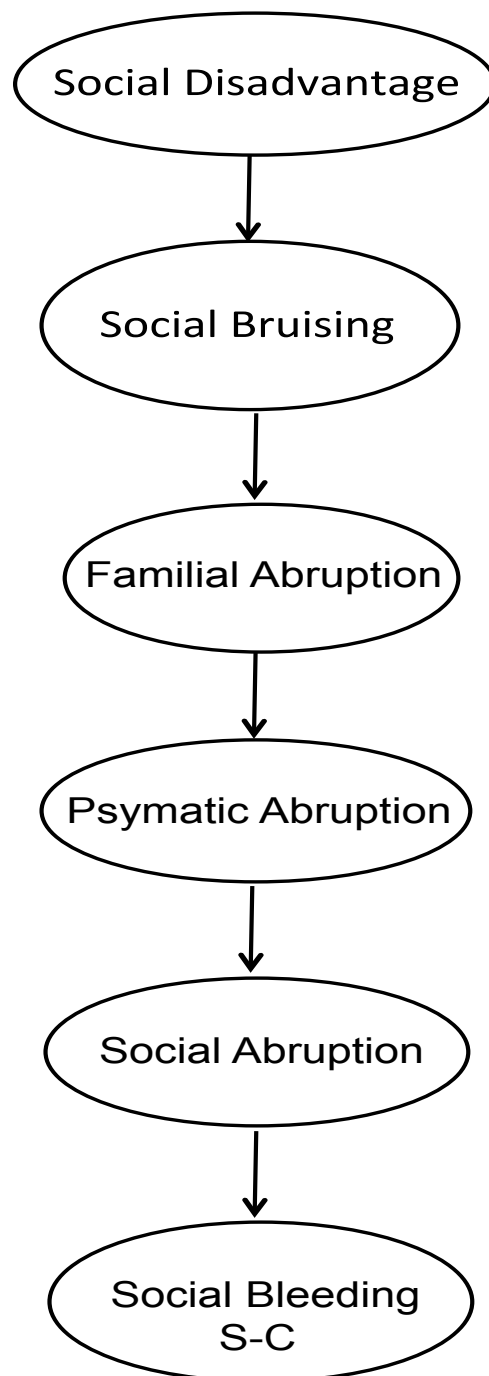 Social Disadvantage
Social Bruising
Familial Abruption
Psymatic Abruption
Social Abruption
Social Bleeding
S-C